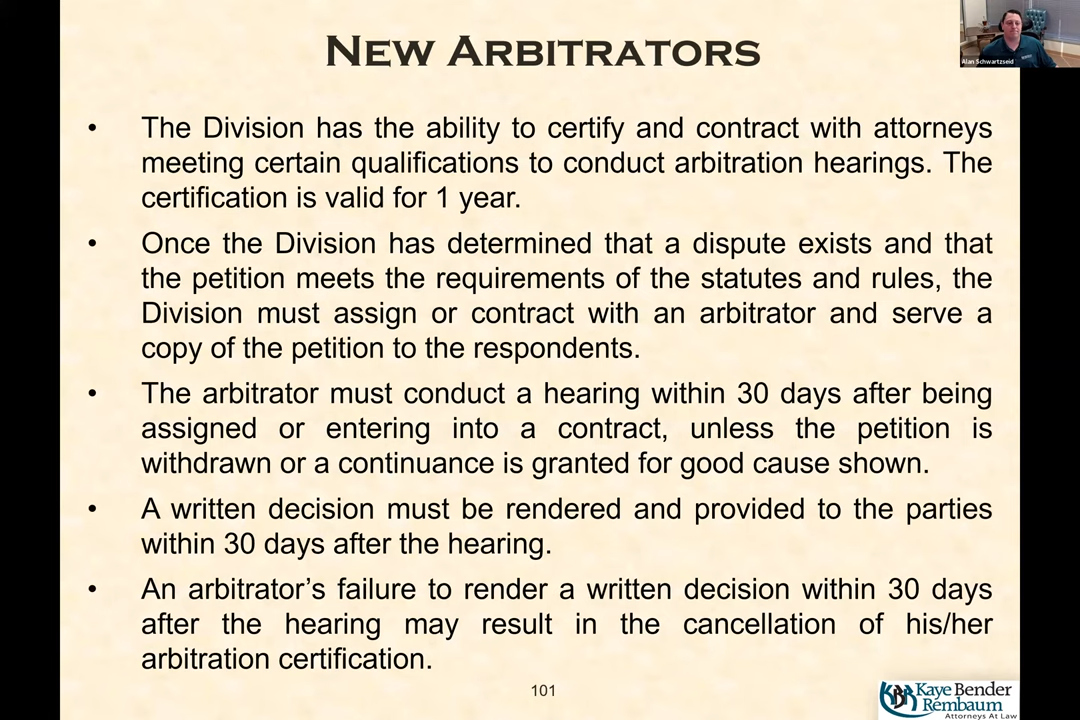 NEW ARBITRATORS
Alan Schwartzseid
• The Division has the ability to certify and contract with attorneys
meeting certain qualifications to conduct arbitration hearings. The
certification is valid for 1 year.
• Once the Division has determined that a dispute exists and that
the petition meets the requirements of the statutes and rules, the
Division must assign or contract with an arbitrator and serve a
copy of the petition to the respondents.
• The arbitrator must conduct a hearing within 30 days after being
assigned or entering into a contract, unless the petition is
withdrawn or a continuance is granted for good cause shown.
• A written decision must be rendered and provided to the parties
within 30 days after the hearing.
• An arbitrator’s failure to render a written decision within 30 days
after the hearing may result in the cancellation of his/her
arbitration certification.
101
KBR
Kaye Bender
Rembaum
Attorneys At Law